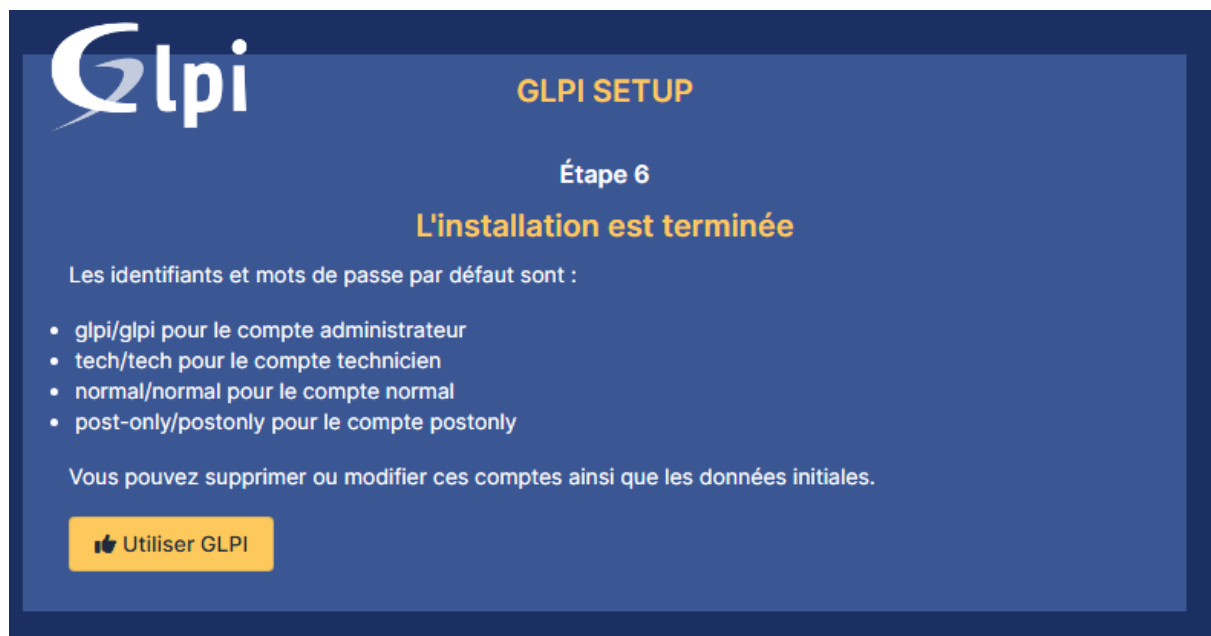 Glpi
GLPI SETUP
Étape 6
L'installation est terminée
Les identifiants et mots de passe par défaut sont :
glpi/glpi pour le compte administrateur
tech/tech pour le compte technicien
normal/normal pour le compte normal
post-only/postonly pour le compte postonly
Vous pouvez supprimer ou modifier ces comptes ainsi que les données initiales.
Utiliser GLPI